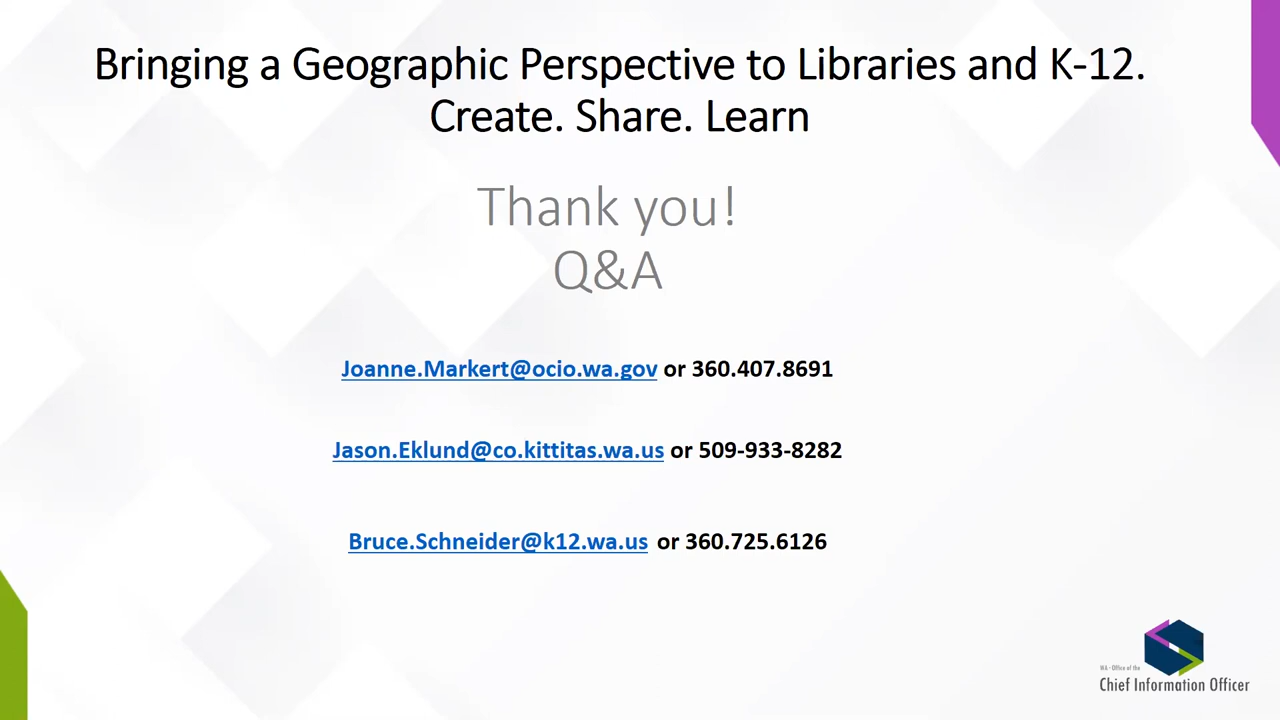 Bringing a Geographic Perspective to Libraries and K-12.
Create. Share. Learn
Thank you!
Q&A
Joanne.Markert@ocio.wa.gov or 360.407.8691
Jason.Eklund@co.kittitas.wa.us or 509-933-8282
Bruce.Schneider@k12.wa.us or 360.725.6126
WA - Office of the
Chief Information Officer